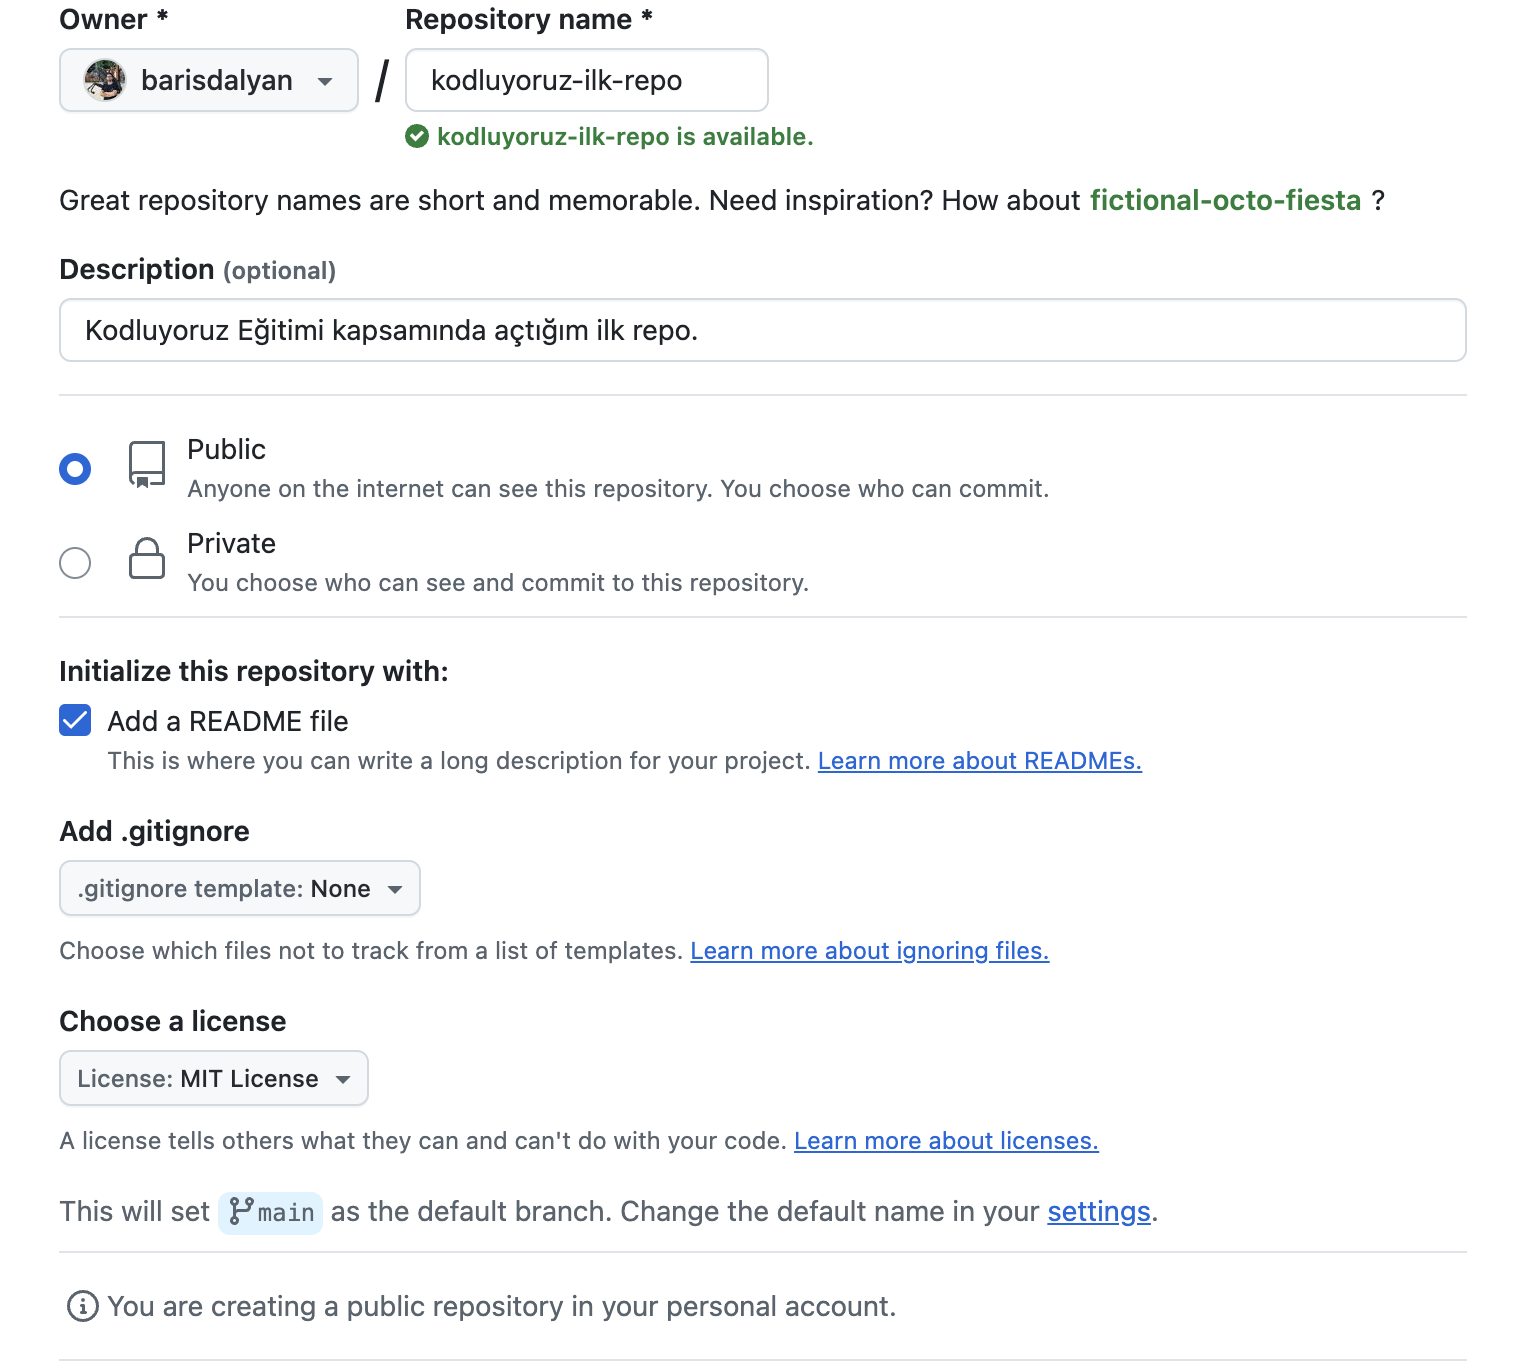 Owner * Repository name *
barisdalyan / kodluyoruz-ilk-repo
kodluyoruz-ilk-repo is available.
Great repository names are short and memorable. Need inspiration? How about fictional-octo-fiesta ?
Description (optional)
Kodluyoruz Eğitimi kapsamında açtığım ilk repo.
Public
Anyone on the internet can see this repository. You choose who can commit.
Private
You choose who can see and commit to this repository.
Initialize this repository with:
Add a README file
This is where you can write a long description for your project. Learn more about READMEs.
Add .gitignore
.gitignore template: None
Choose which files not to track from a list of templates. Learn more about ignoring files.
Choose a license
License: MIT License
A license tells others what they can and can't do with your code. Learn more about licenses.
This will set main as the default branch. Change the default name in your settings.
You are creating a public repository in your personal account.